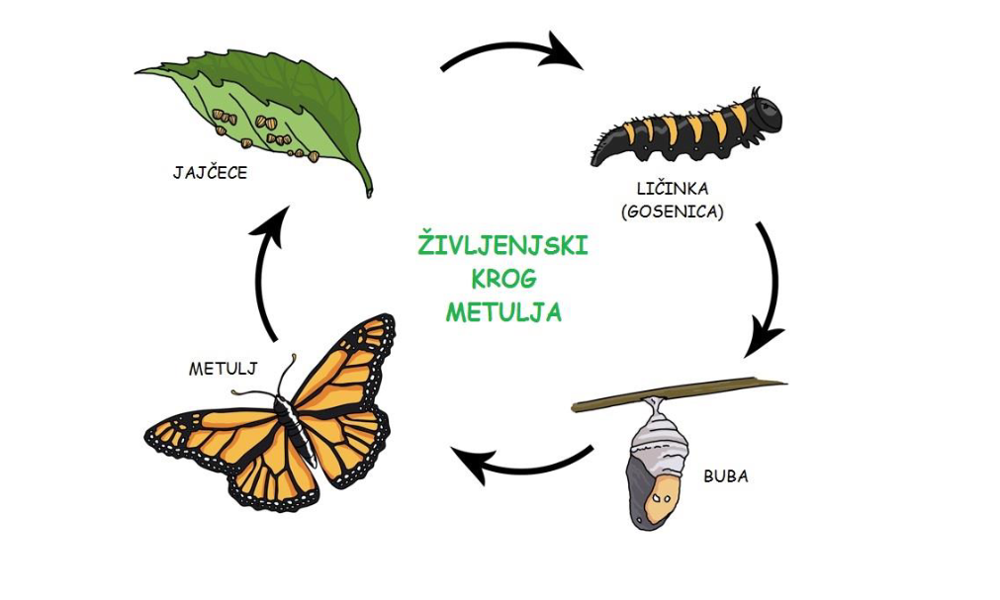 JAJČECE
LIČINKA
(GOSENICA)
ŽIVLJENJSKI
KROG
METULJA
METULJ
BUBA